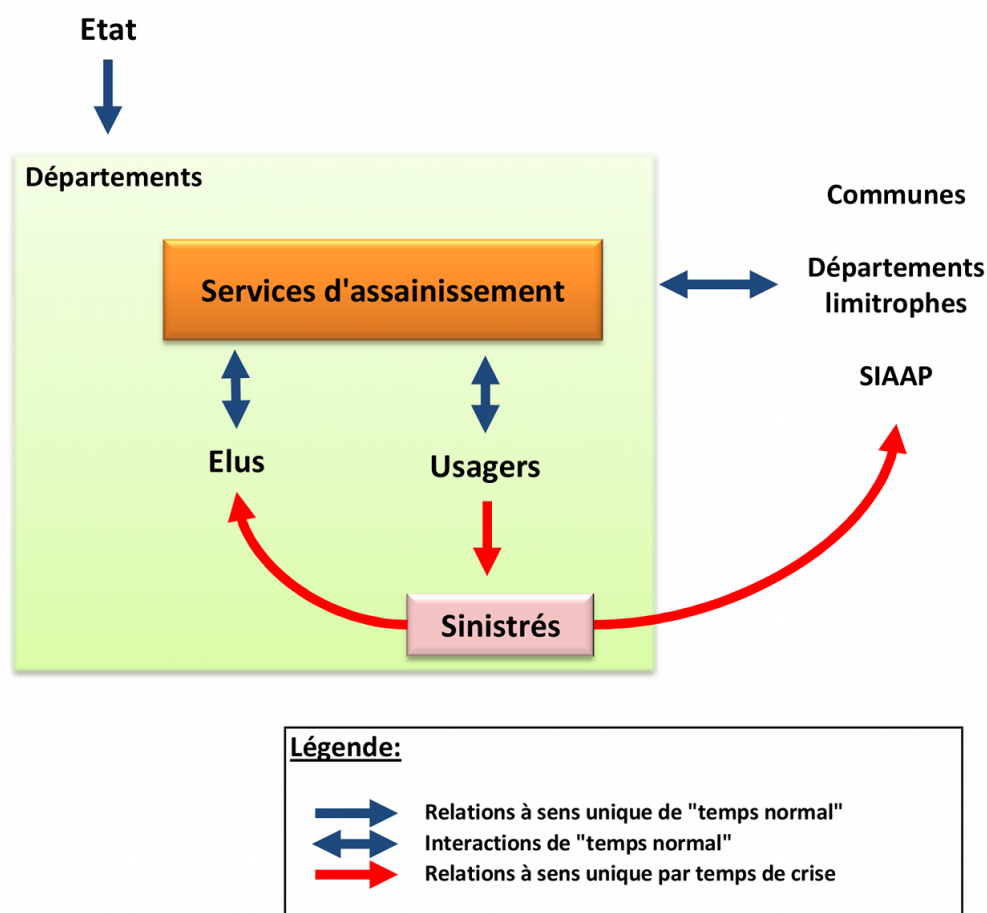 Etat
Départements
Services d'assainissement
Elus
Usagers
Sinistrés
Communes
Départements
limitrophes
SIAAP
Légende:
Relations à sens unique de "temps normal"
Interactions de "temps normal"
Relations à sens unique par temps de crise